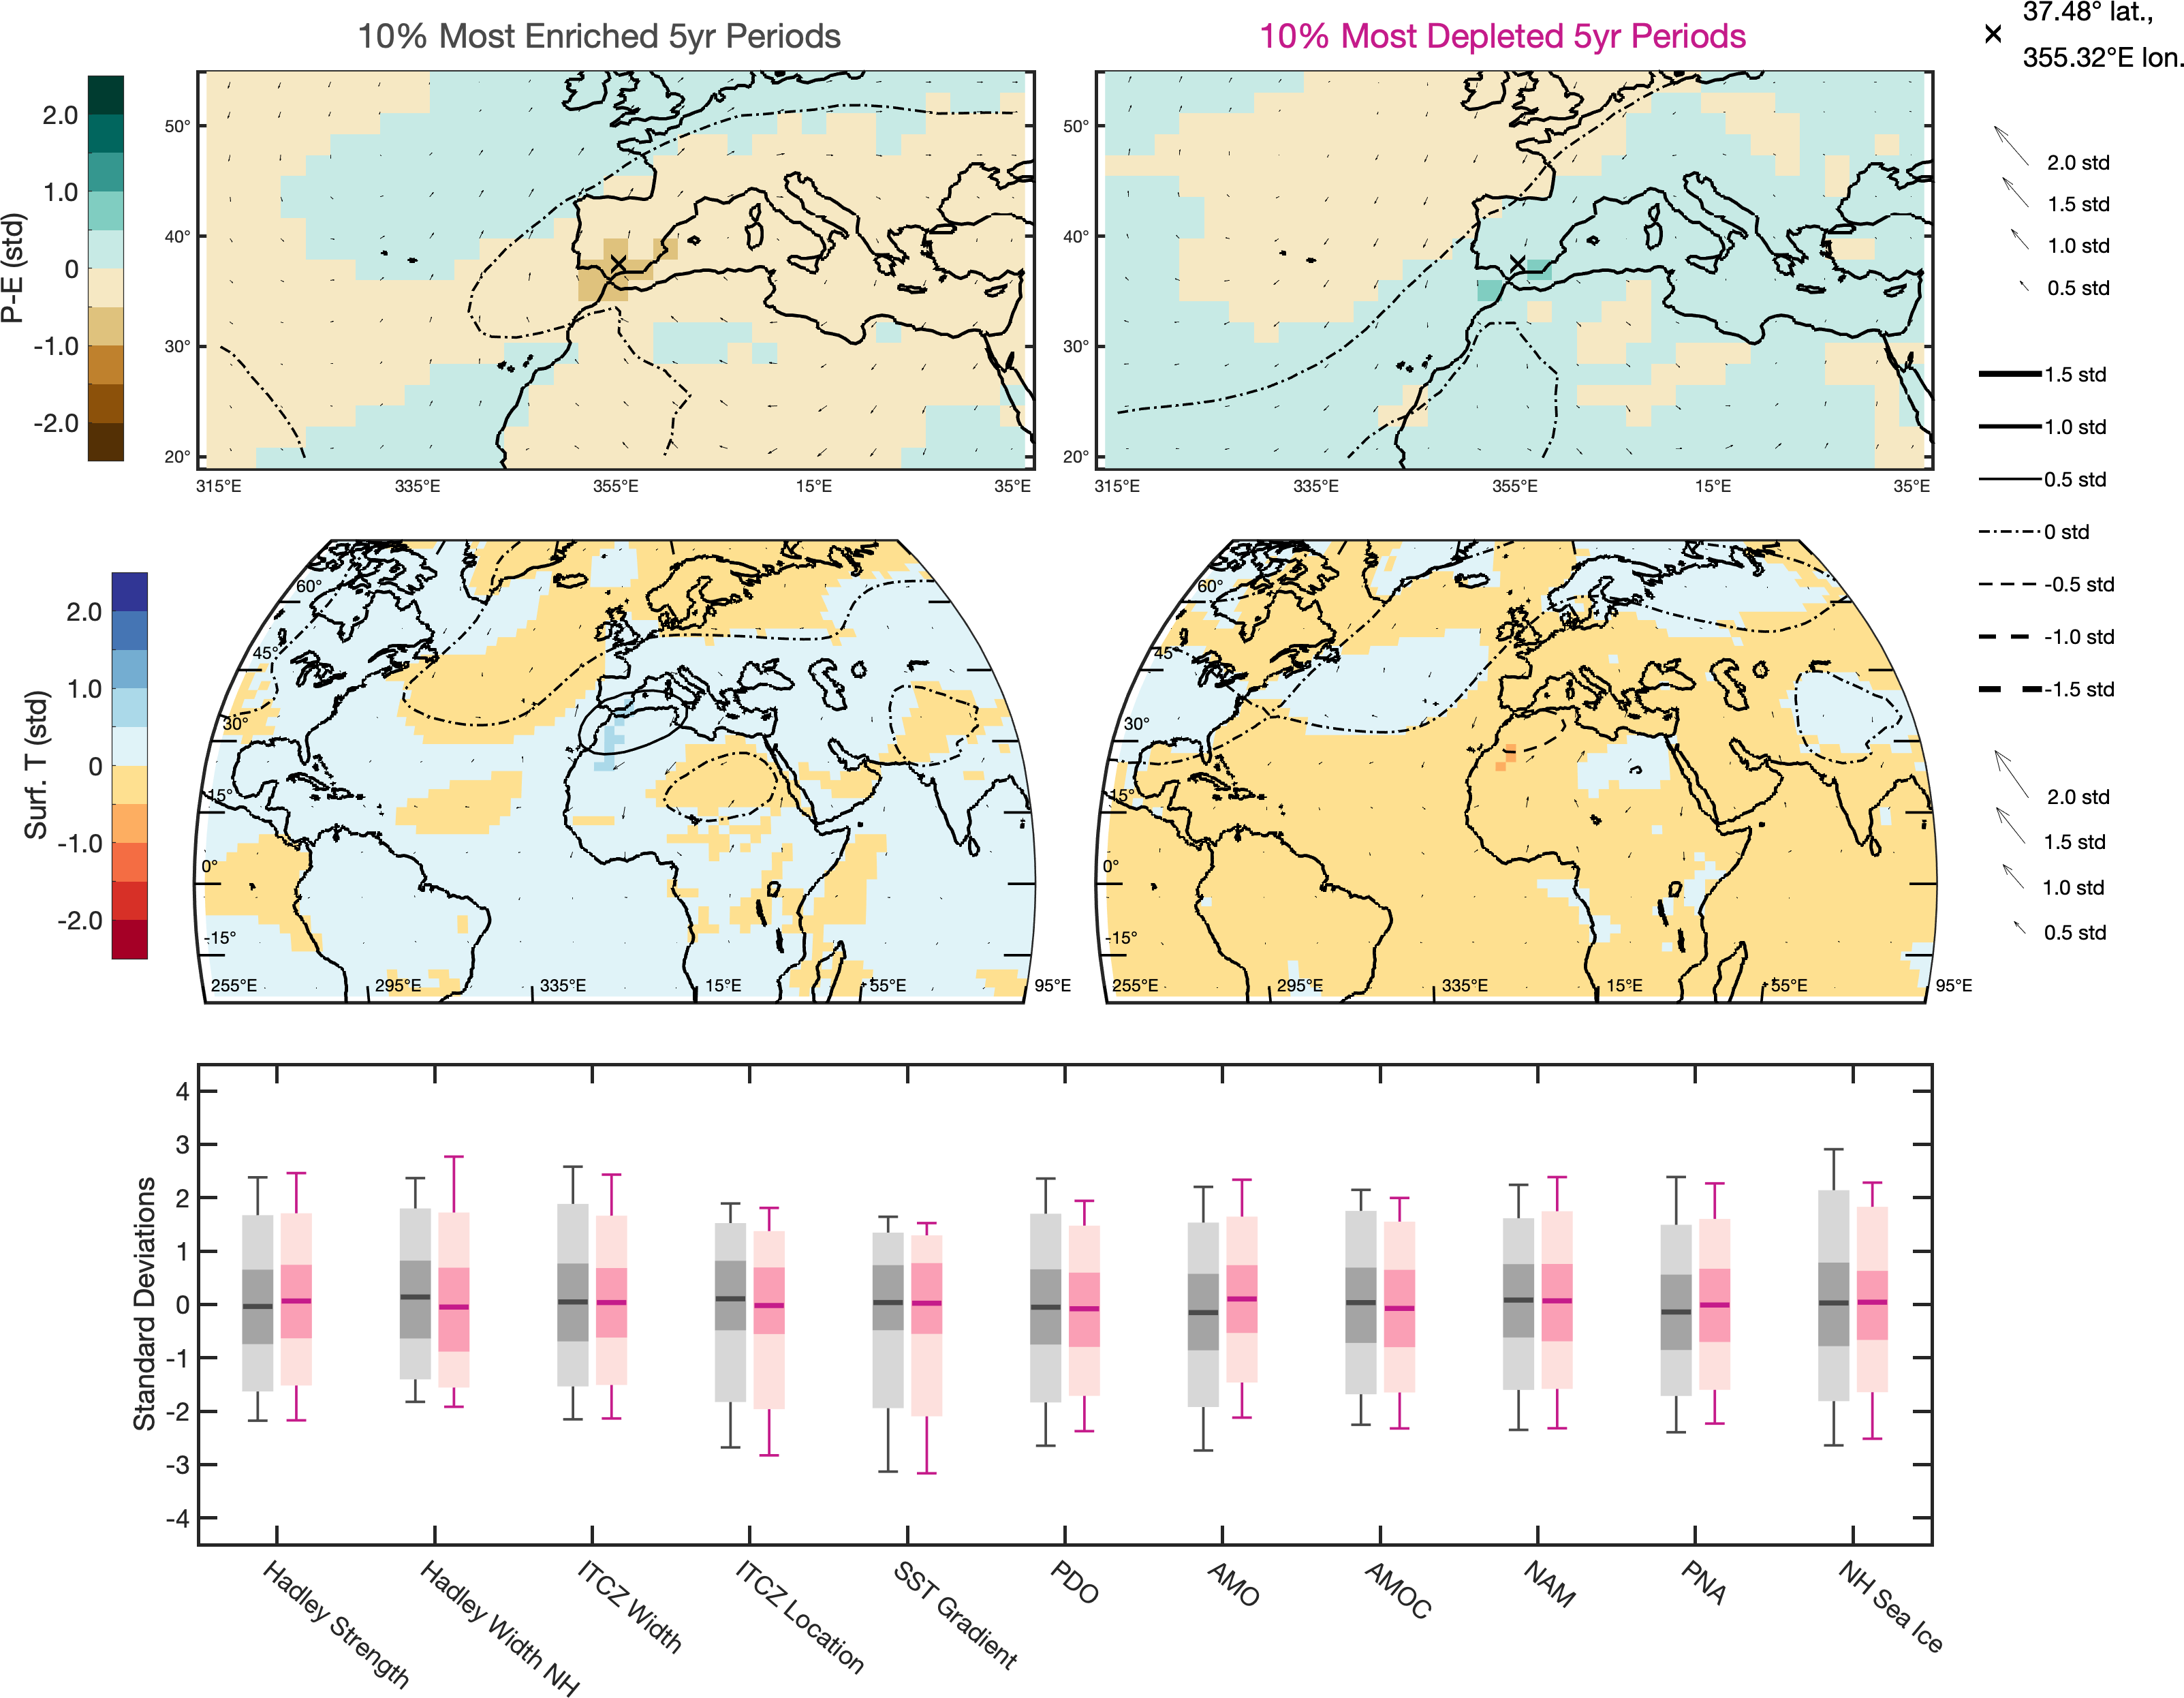 10% Most Enriched 5yr Periods
10% Most Depleted 5yr Periods
37.48° lat.,
355.32°E lon.
P-E (std)
2.0
1.0
0
-1.0
-2.0
50°
40°
30°
20°
315°E
335°E
355°E
15°E
35°E
50°
40°
30°
20°
315°E
335°E
355°E
15°E
35°E
2.0 std
1.5 std
1.0 std
0.5 std
1.5 std
1.0 std
0.5 std
0 std
-0.5 std
-1.0 std
-1.5 std
Surf. T (std)
2.0
1.0
0
-1.0
-2.0
60°
45°
30°
15°
0°
-15°
255°E
295°E
335°E
15°E
55°E
95°E
60°
45°
30°
15°
0°
-15°
255°E
295°E
335°E
15°E
55°E
95°E
2.0 std
1.5 std
1.0 std
0.5 std
Standard Deviations
4
3
2
1
0
-1
-2
-3
-4
Hadley Strength
Hadley Width NH
ITCZ Width
ITCZ Location
SST Gradient
PDO
AMO
AMOC
NAM
PNA
NH Sea Ice